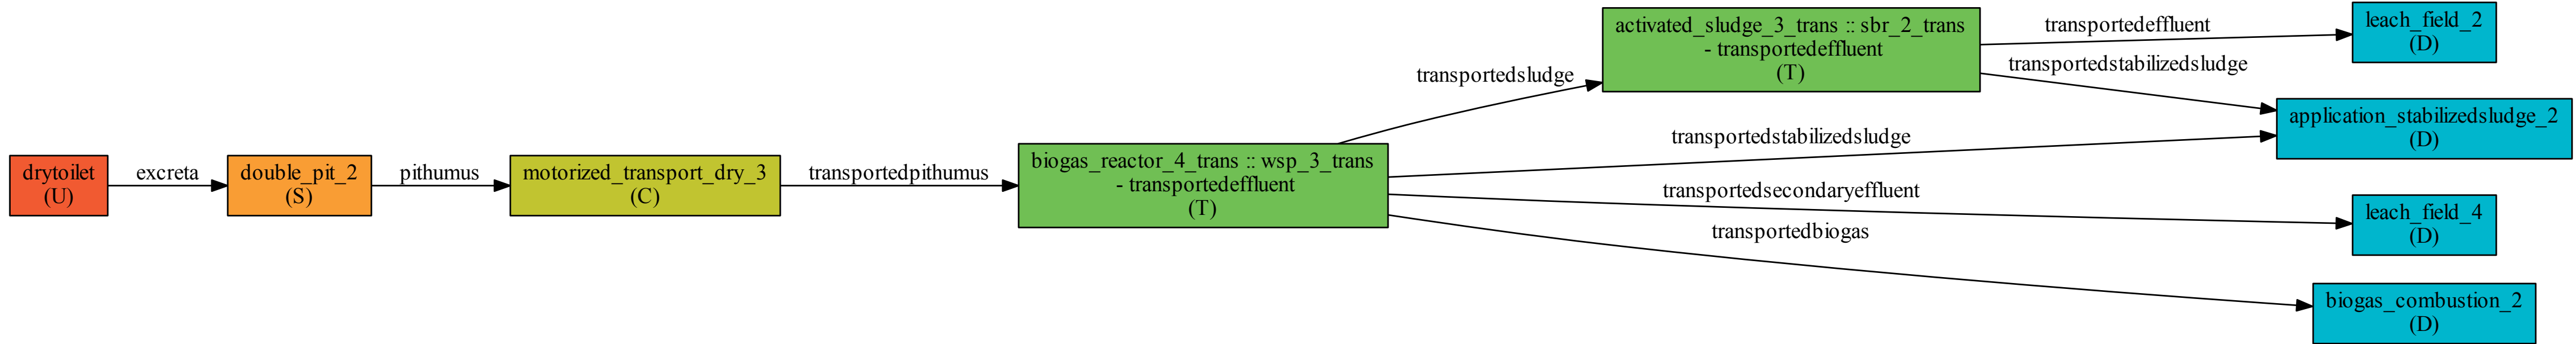 drytoilet
(U)
excreta
double_pit_2
(S)
pithumus
motorized_transport_dry_3
(C)
transportedpithumus
biogas_reactor_4_trans :: wsp_3_trans
- transportedeffluent
(T)
transportedsludge
activated_sludge_3_trans :: sbr_2_trans
- transportedeffluent
(T)
transportedeffluent
transportedstabilizedsludge
transportedstabilizedsludge
transportedsecondaryeffluent
transportedbiogas
leach_field_2
(D)
application_stabilizedsludge_2
(D)
leach_field_4
(D)
biogas_combustion_2
(D)